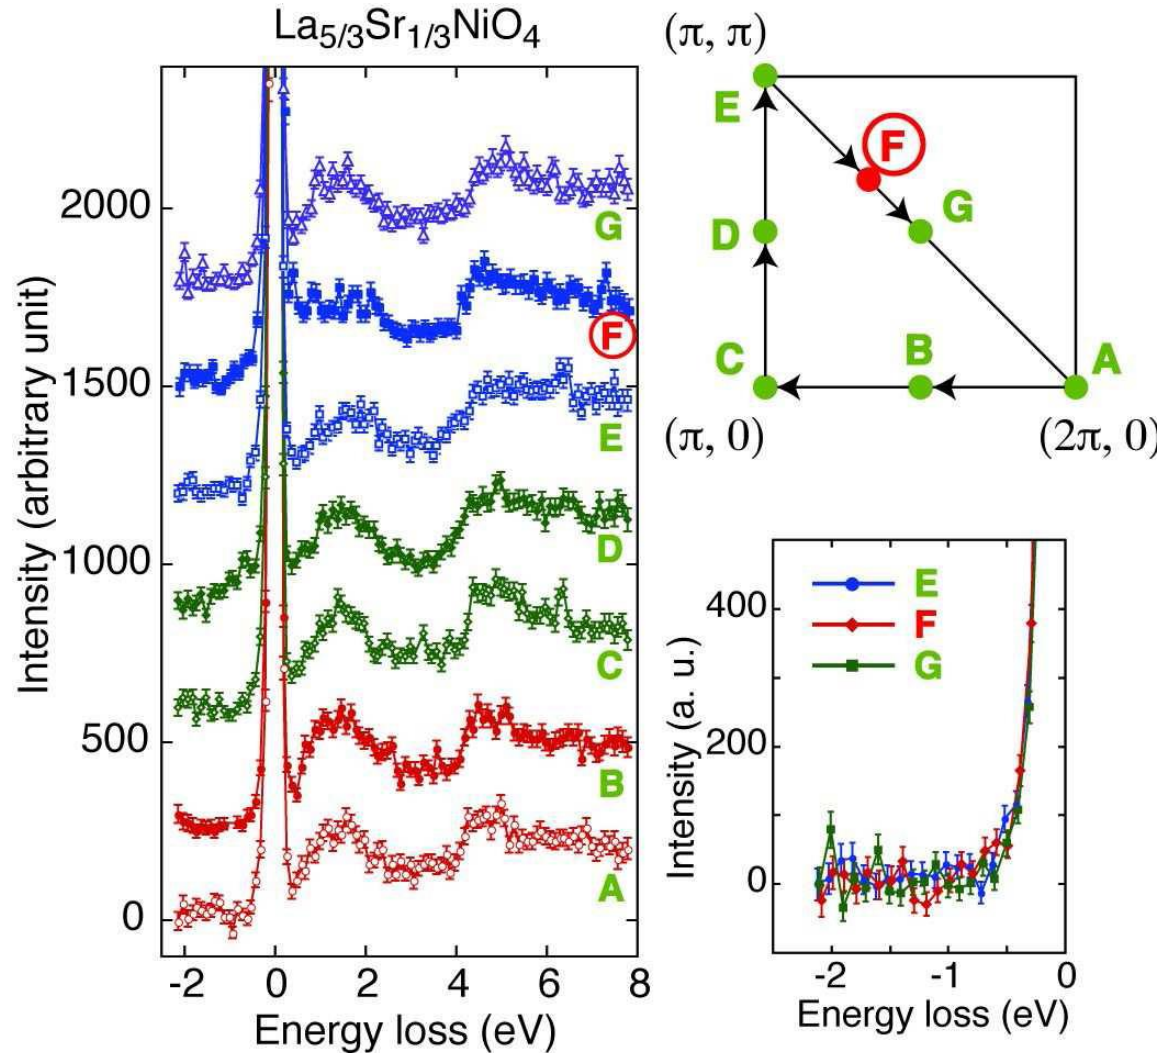 La5/3Sr1/3NiO4
Intensity (arbitrary unit)
2000
1500
1000
500
0
G
F
E
D
C
B
A
-2
0
2
4
6
8
Energy loss (eV)
(π, π)
E
F
G
D
C
B
A
(π, 0)
(2π, 0)
Intensity (a. u.)
400
200
0
E
F
G
-2
-1
0
Energy loss (eV)